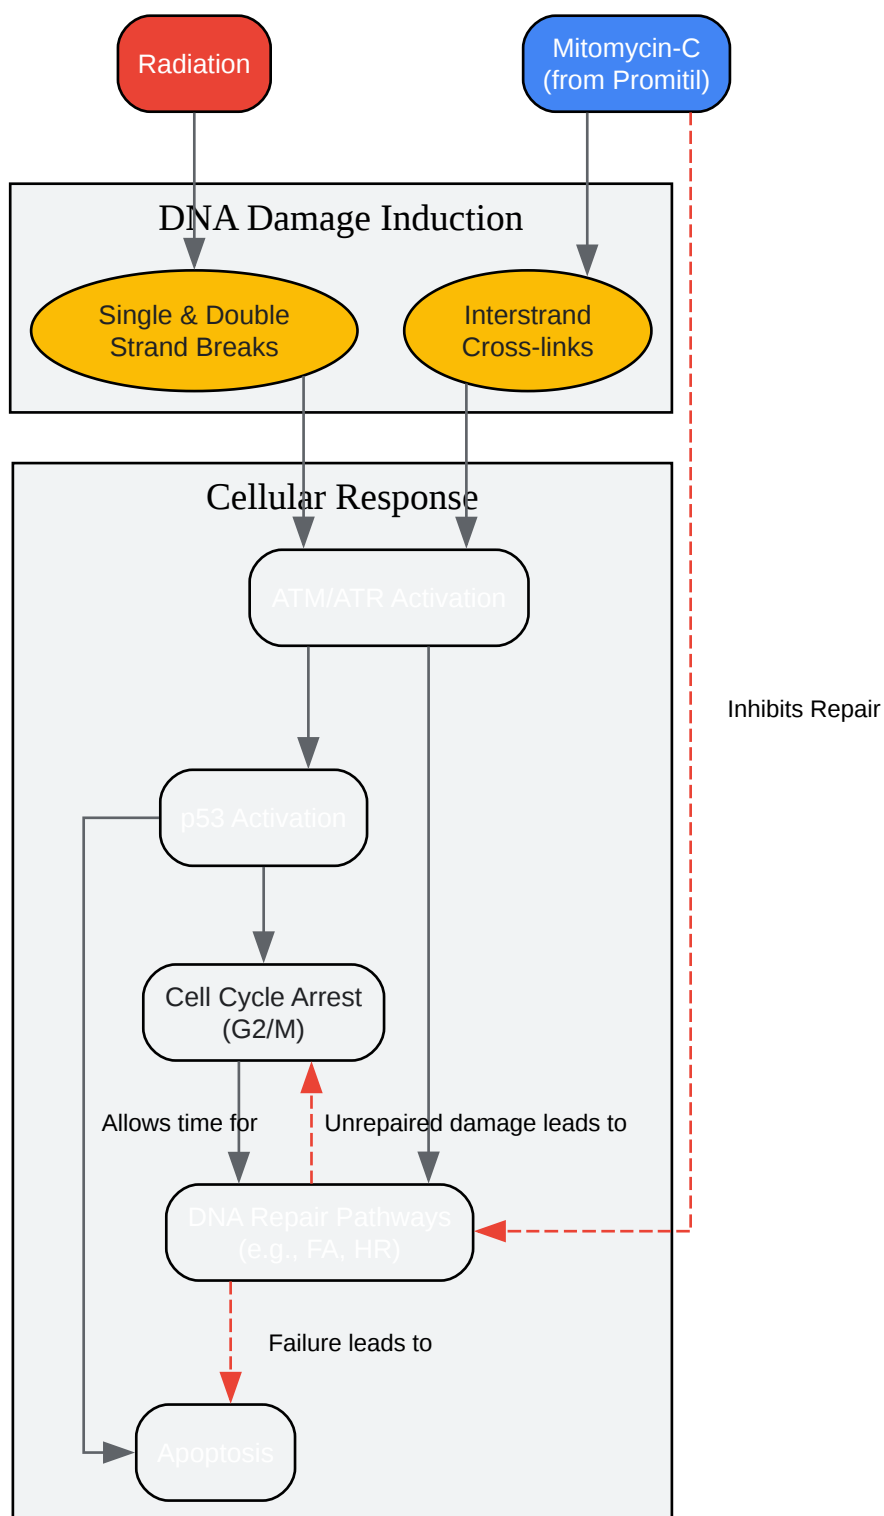 Radiation
Mitomycin-C
(from Promitil)
DNA Damage Induction
Single & Double
Strand Breaks
Interstrand
Cross-links
Cellular Response
ATM/ATR Activation
Inhibits Repair
p53 Activation
Cell Cycle Arrest
(G2/M)
Allows time for
Unrepaired damage leads to
DNA Repair Pathways
(e.g., FA, HR)
Failure leads to
Apoptosis